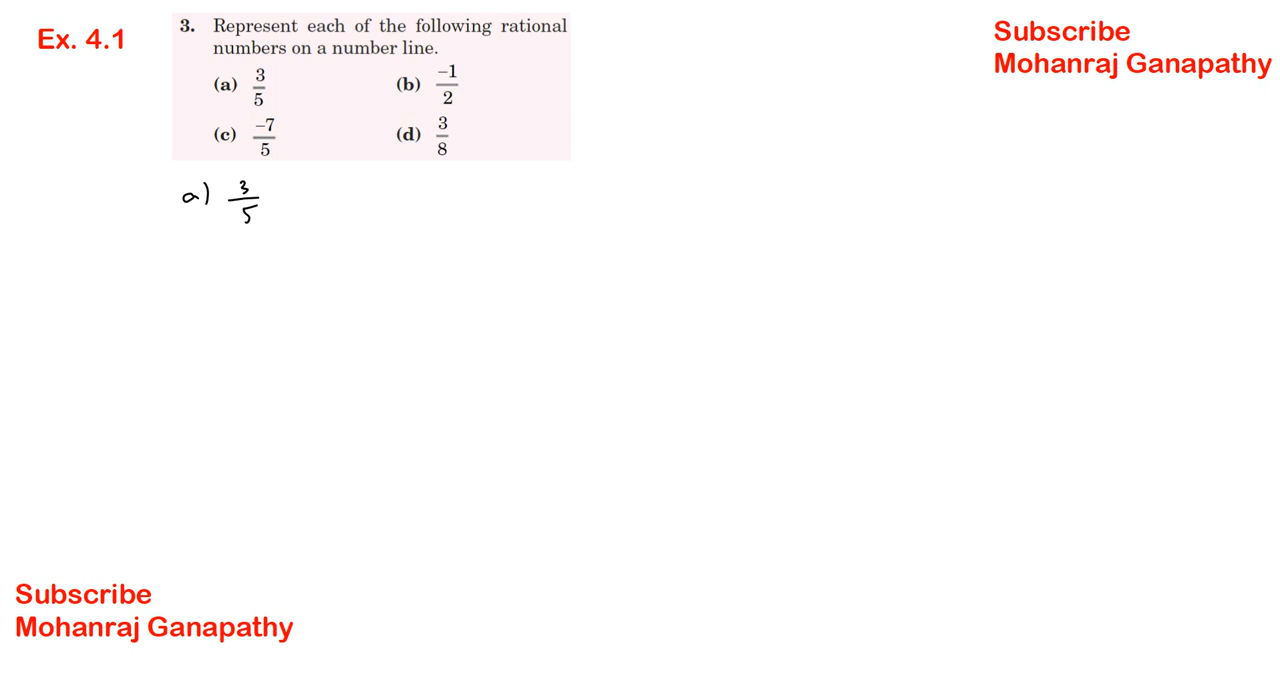 Ex. 4.1
3. Represent each of the following rational
numbers on a number line.
(a) 3/5 (b) -1/2
(c) -7/5 (d) 3/8
a) 3/5
Subscribe
Mohanraj Ganapathy
Subscribe
Mohanraj Ganapathy